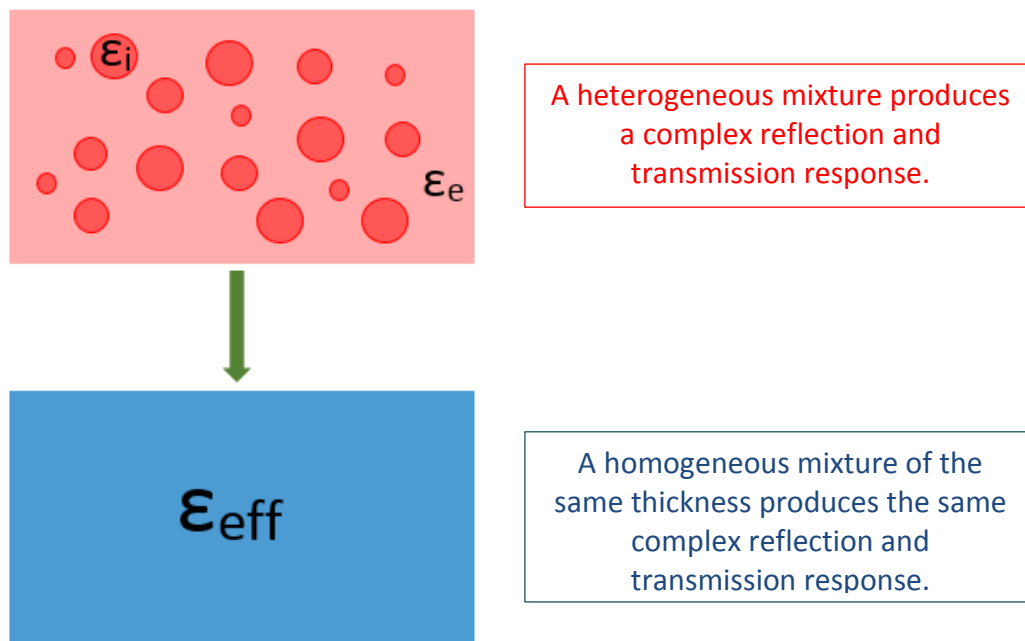 εi
εe
A heterogeneous mixture produces
a complex reflection and
transmission response.
εeff
A homogeneous mixture of the
same thickness produces the same
complex reflection and
transmission response.